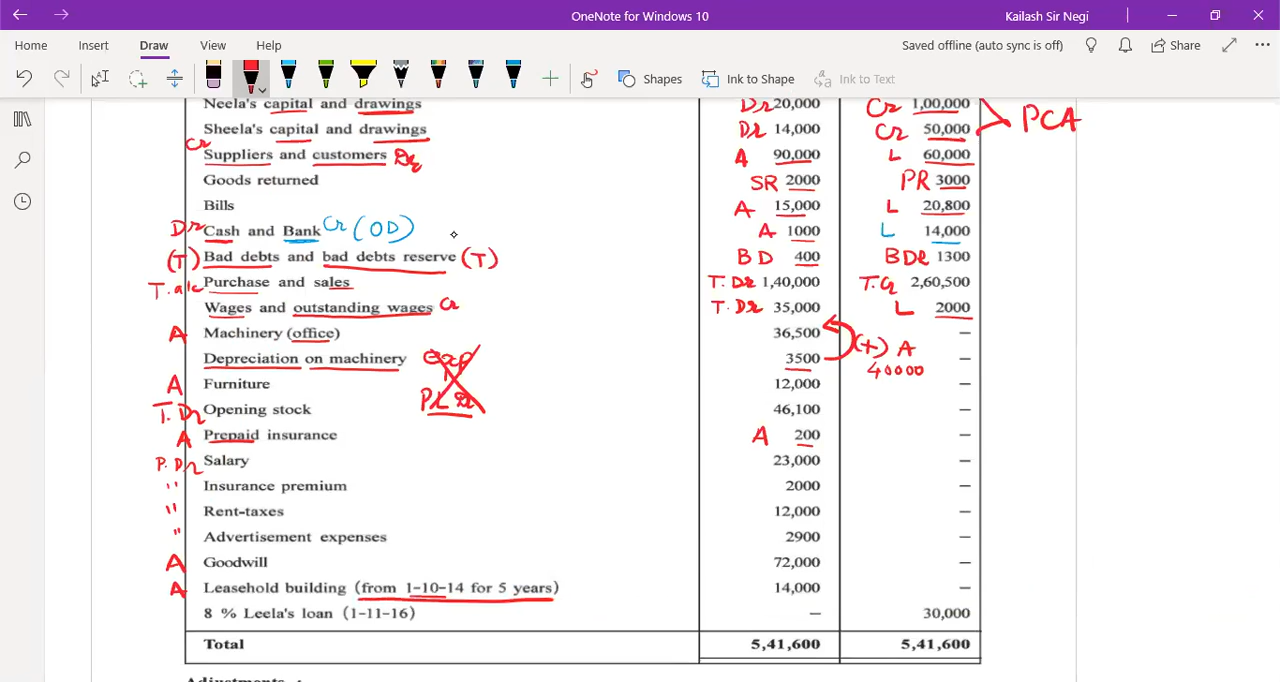 OneNote for Windows 10
Kailash Sir Negi
Home Insert Draw View Help
Saved offline (auto sync is off) Share
Shapes Ink to Shape Ink to Text
Neela's capital and drawings Dr 20,000 Cr 1,00,000
PCA
Sheela's capital and drawings Dr 14,000 Cr 50,000
Cr Suppliers and customers Dr A 90,000 L 60,000
Goods returned SR 2000 PR 3000
Bills A 15,000 L 20,800
Dr Cash and Bank Cr (OD) A 1000 L 14,000
(T) Bad debts and bad debts reserve (T) BD 400 BDR 1300
T. a/c Purchase and sales T. Dr 1,40,000 T. Cr 2,60,500
Wages and outstanding wages Cr T. Dr 35,000 L 2000
A Machinery (office) 36,500 –
(+) A
Depreciation on machinery exp 3500 –
40000
A Furniture 12,000 –
PL Dr
T. Dr Opening stock 46,100 –
A Prepaid insurance A 200 –
P. Dr Salary 23,000 –
" Insurance premium 2000 –
" Rent-taxes 12,000 –
" Advertisement expenses 2900 –
A Goodwill 72,000 –
A Leasehold building (from 1-10-14 for 5 years) 14,000 –
8 % Leela's loan (1-11-16) – 30,000
Total 5,41,600 5,41,600
Adjustments :